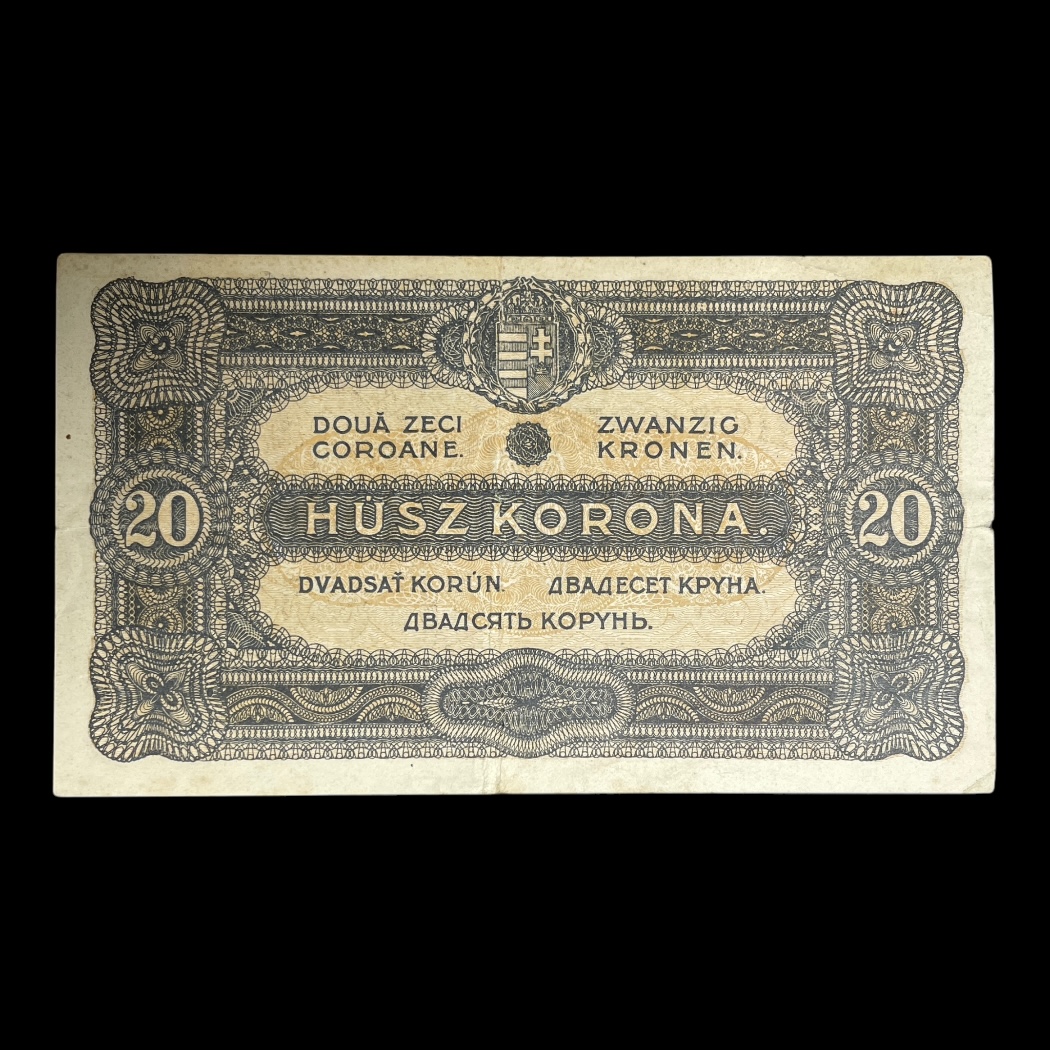 DOUĂ ZECI
COROANE.
ZWANZIG
KRONEN.
20
HÚSZ KORONA.
20
DVADSAŤ KORÚN.
ДВАДЕСЕТ КРУНА.
ДВАДСЯТЬ КОРУНЬ.